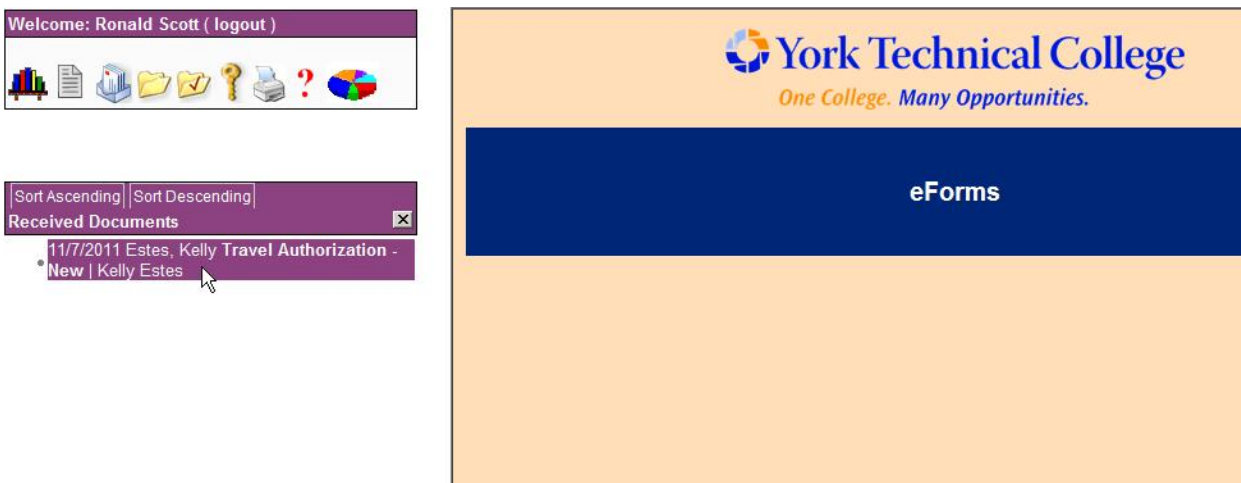 Welcome: Ronald Scott ( logout )
?
Sort Ascending Sort Descending
Received Documents
11/7/2011 Estes, Kelly Travel Authorization -
New | Kelly Estes
York Technical College
One College. Many Opportunities.
eForms